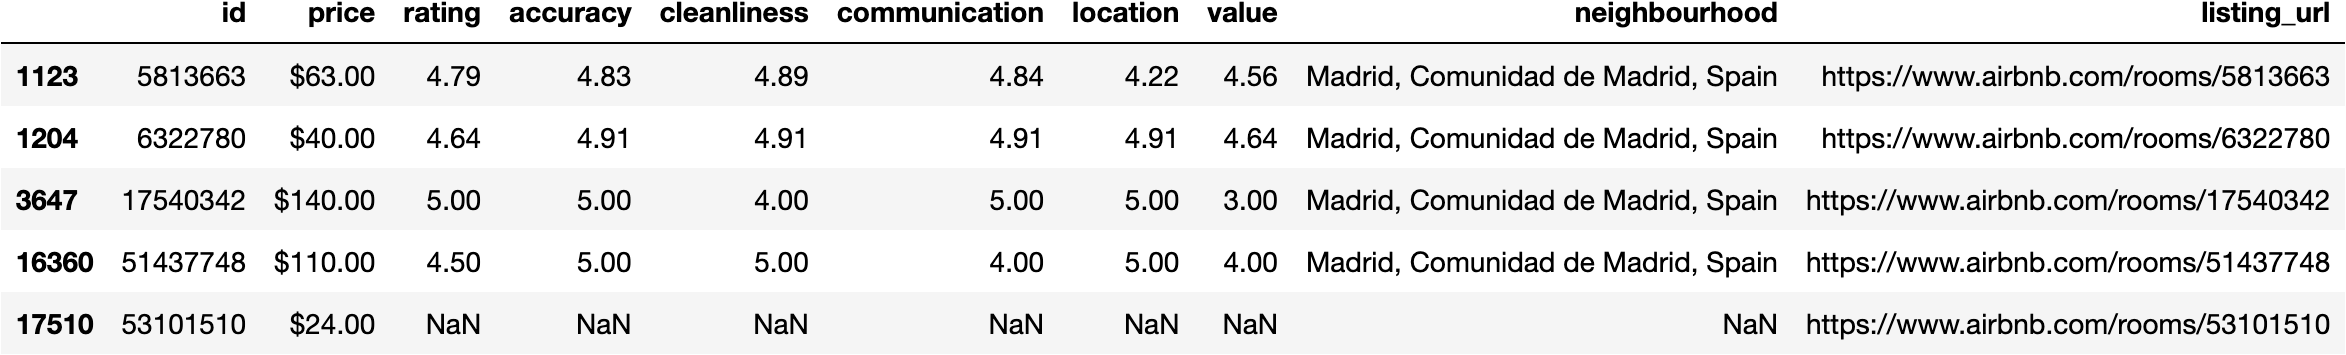 id price rating accuracy cleanliness communication location value neighbourhood listing_url
1123 5813663 $63.00 4.79 4.83 4.89 4.84 4.22 4.56 Madrid, Comunidad de Madrid, Spain https://www.airbnb.com/rooms/5813663
1204 6322780 $40.00 4.64 4.91 4.91 4.91 4.91 4.64 Madrid, Comunidad de Madrid, Spain https://www.airbnb.com/rooms/6322780
3647 17540342 $140.00 5.00 5.00 4.00 5.00 5.00 3.00 Madrid, Comunidad de Madrid, Spain https://www.airbnb.com/rooms/17540342
16360 51437748 $110.00 4.50 5.00 5.00 4.00 5.00 4.00 Madrid, Comunidad de Madrid, Spain https://www.airbnb.com/rooms/51437748
17510 53101510 $24.00 NaN NaN NaN NaN NaN NaN NaN https://www.airbnb.com/rooms/53101510